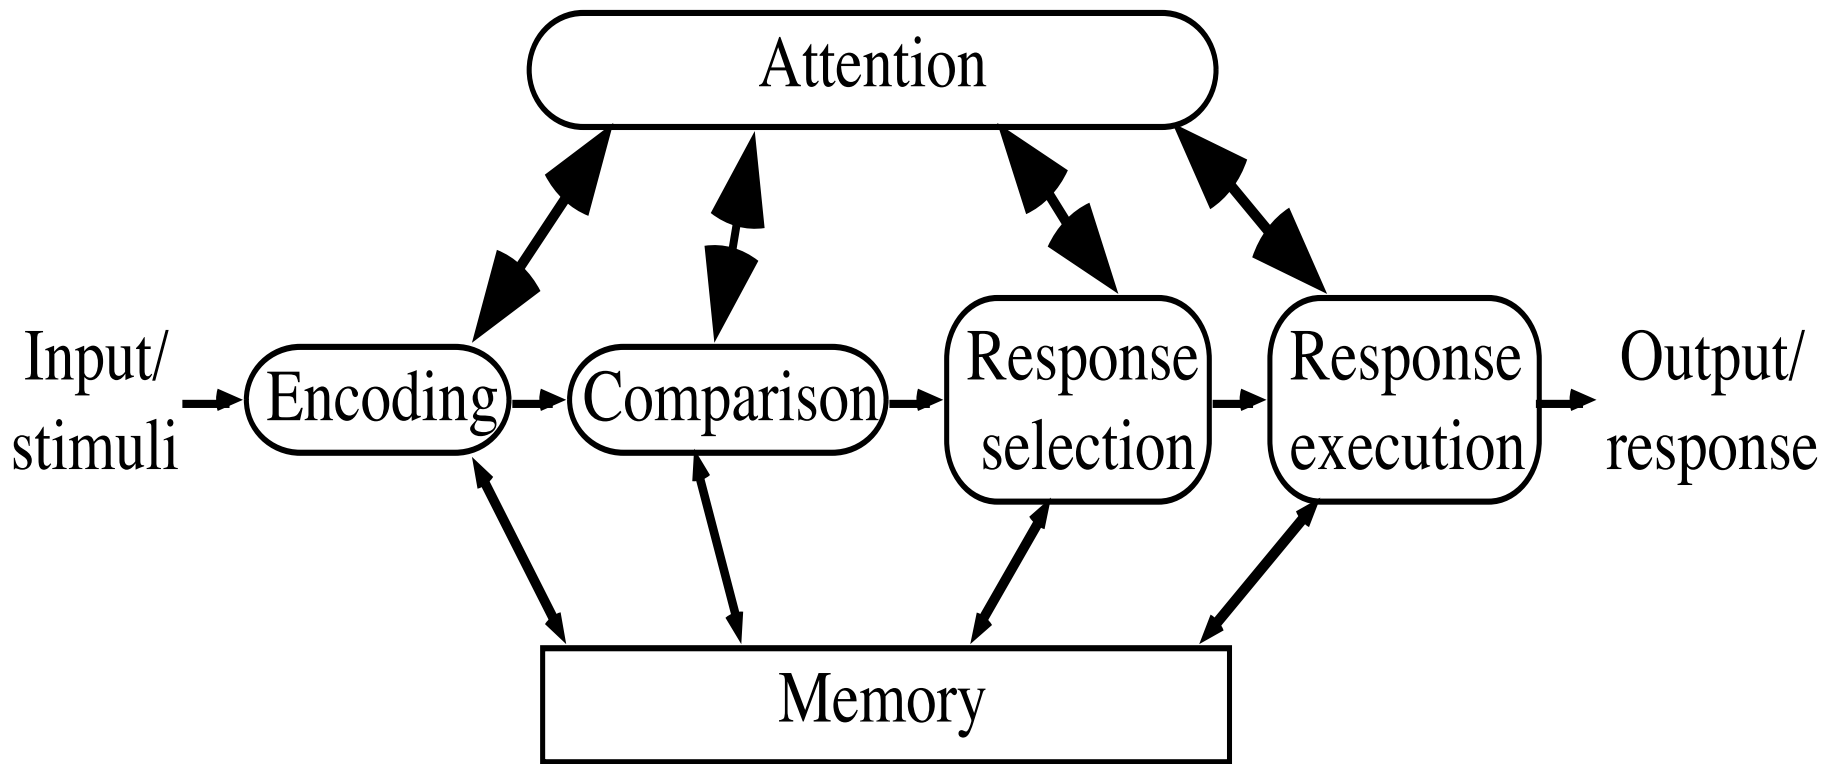 Attention
Input/
stimuli
Encoding
Comparison
Response
selection
Response
execution
Output/
response
Memory